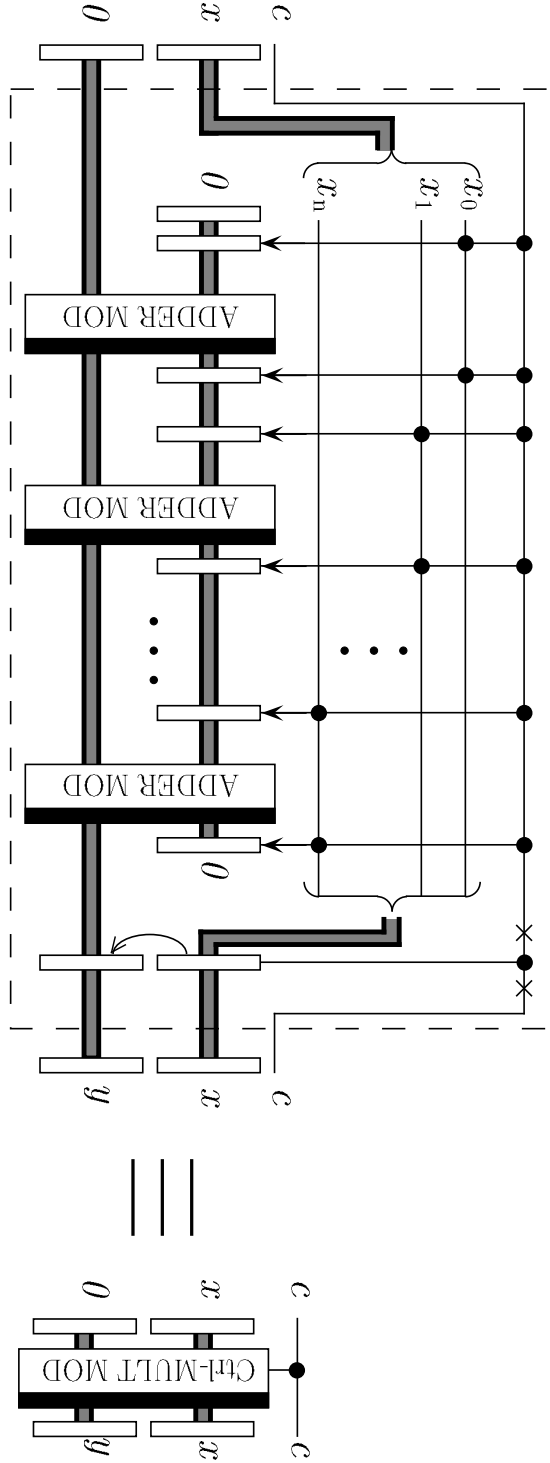 c
x
0
x₀
x₁
xₙ
0
ADDER MOD
ADDER MOD
ADDER MOD
0
c
x
y
c
x
0
Ctrl-MULT MOD
c
x
y